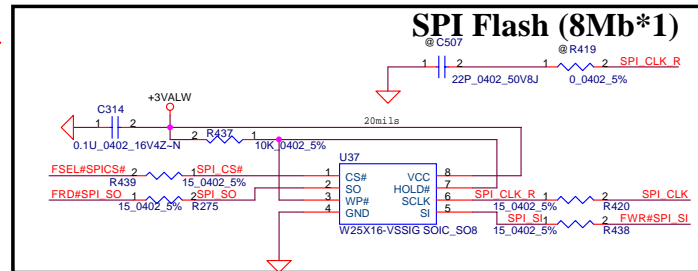 SPI Flash (8Mb*1)
@ C507
@ R419
1 2 1 2 SPI_CLK_R
22P_0402_50V8J 0_0402_5%
C314 +3VALW
1 2 20mils
0.1U_0402_16V4Z~N 2 R437 1
10K_0402_5%
U37
FSEL#SPICS# 1 2 SPI_CS# 1 CS# VCC 8
R439 15_0402_5% 2 SO HOLD# 7
FRD#SPI_SO 1 2 SPI_SO 3 WP# SCLK 6 SPI_CLK_R 1 2 SPI_CLK
15_0402_5% R275 4 GND SI 5 15_0402_5% R420
SPI_SI 1 2 FWR#SPI_SI
15_0402_5% R438
W25X16-VSSIG SOIC_SO8